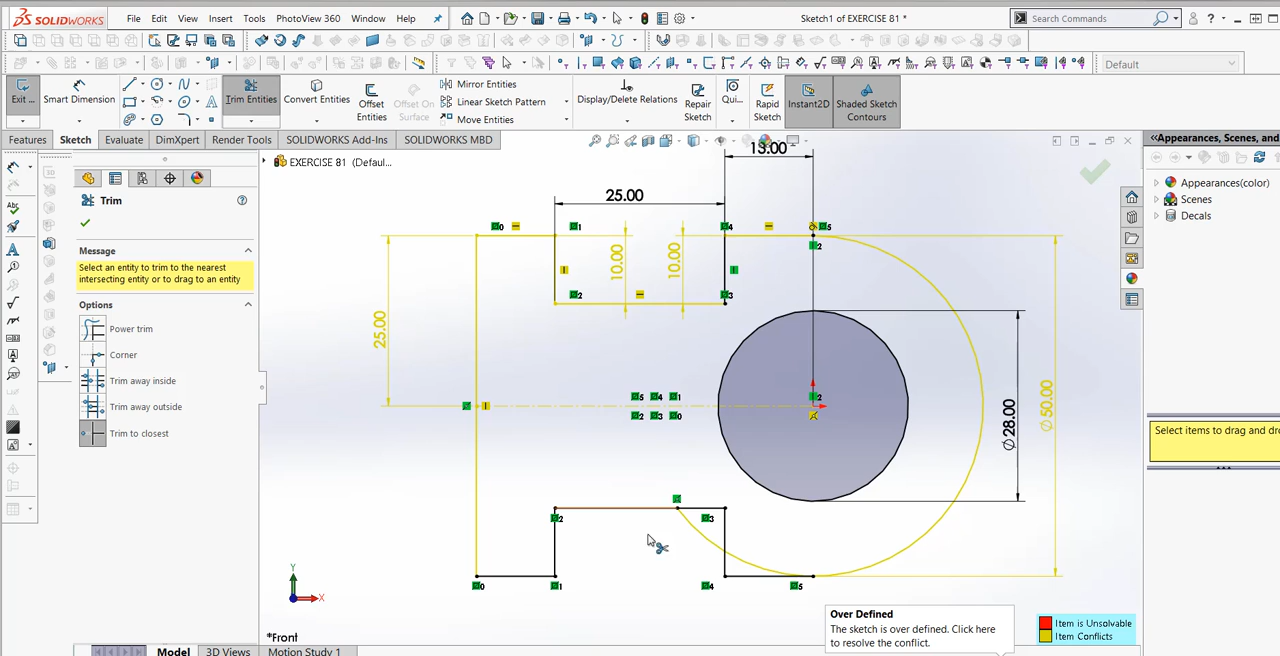 SOLIDWORKS
File Edit View Insert Tools PhotoView 360 Window Help
Sketch1 of EXERCISE 81 *
Search Commands
?
Default
Exit ...
Smart Dimension
Trim Entities
Convert Entities
Offset Entities
Offset On Surface
Mirror Entities
Linear Sketch Pattern
Move Entities
Display/Delete Relations
Repair Sketch
Qui...
Rapid Sketch
Instant2D
Shaded Sketch Contours
Features Sketch Evaluate DimXpert Render Tools SOLIDWORKS Add-Ins SOLIDWORKS MBD
EXERCISE 81 (Defaul...
Trim
Message
Select an entity to trim to the nearest
intersecting entity or to drag to an entity
Options
Power trim
Corner
Trim away inside
Trim away outside
Trim to closest
13.00
25.00
10.00
10.00
25.00
Ø 28.00
Ø 50.00
Y
X
*Front
Over Defined
The sketch is over defined. Click here
to resolve the conflict.
Item is Unsolvable
Item Conflicts
Model 3D Views Motion Study 1
Appearances, Scenes, and
Appearances(color)
Scenes
Decals
Select items to drag and dro